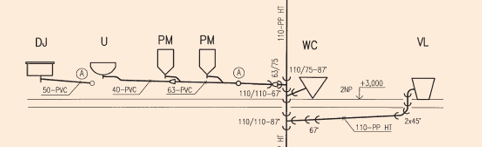 DJ
U
PM
PM
WC
VL
110-PP HT
63/75
A
A
50-PVC
40-PVC
63-PVC
110/75-87°
110/110-67°
2NP
+3,000
110/110-87°
67°
110-PP HT
2x45°
HT